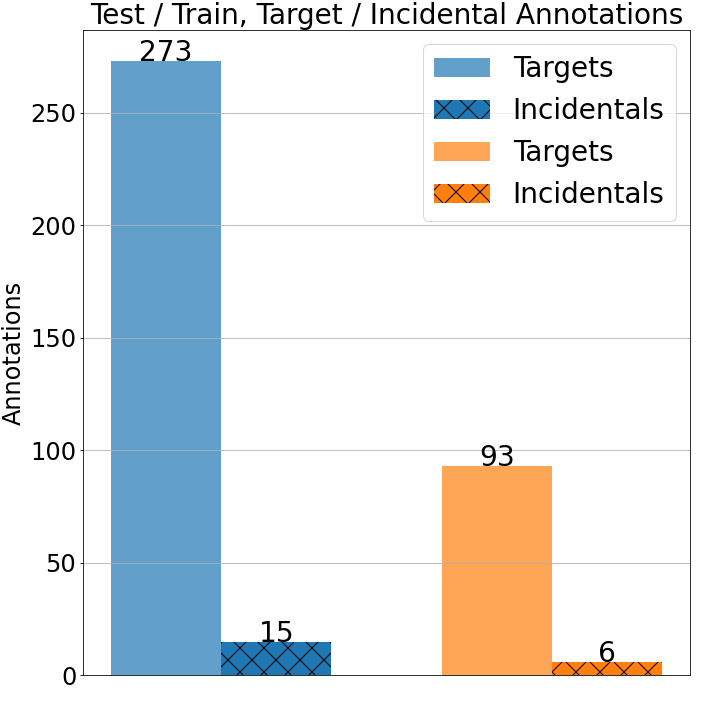 Test / Train, Target / Incidental Annotations
273
Targets
Incidentals
Targets
Incidentals
250
200
150
100
50
0
Annotations
93
15
6